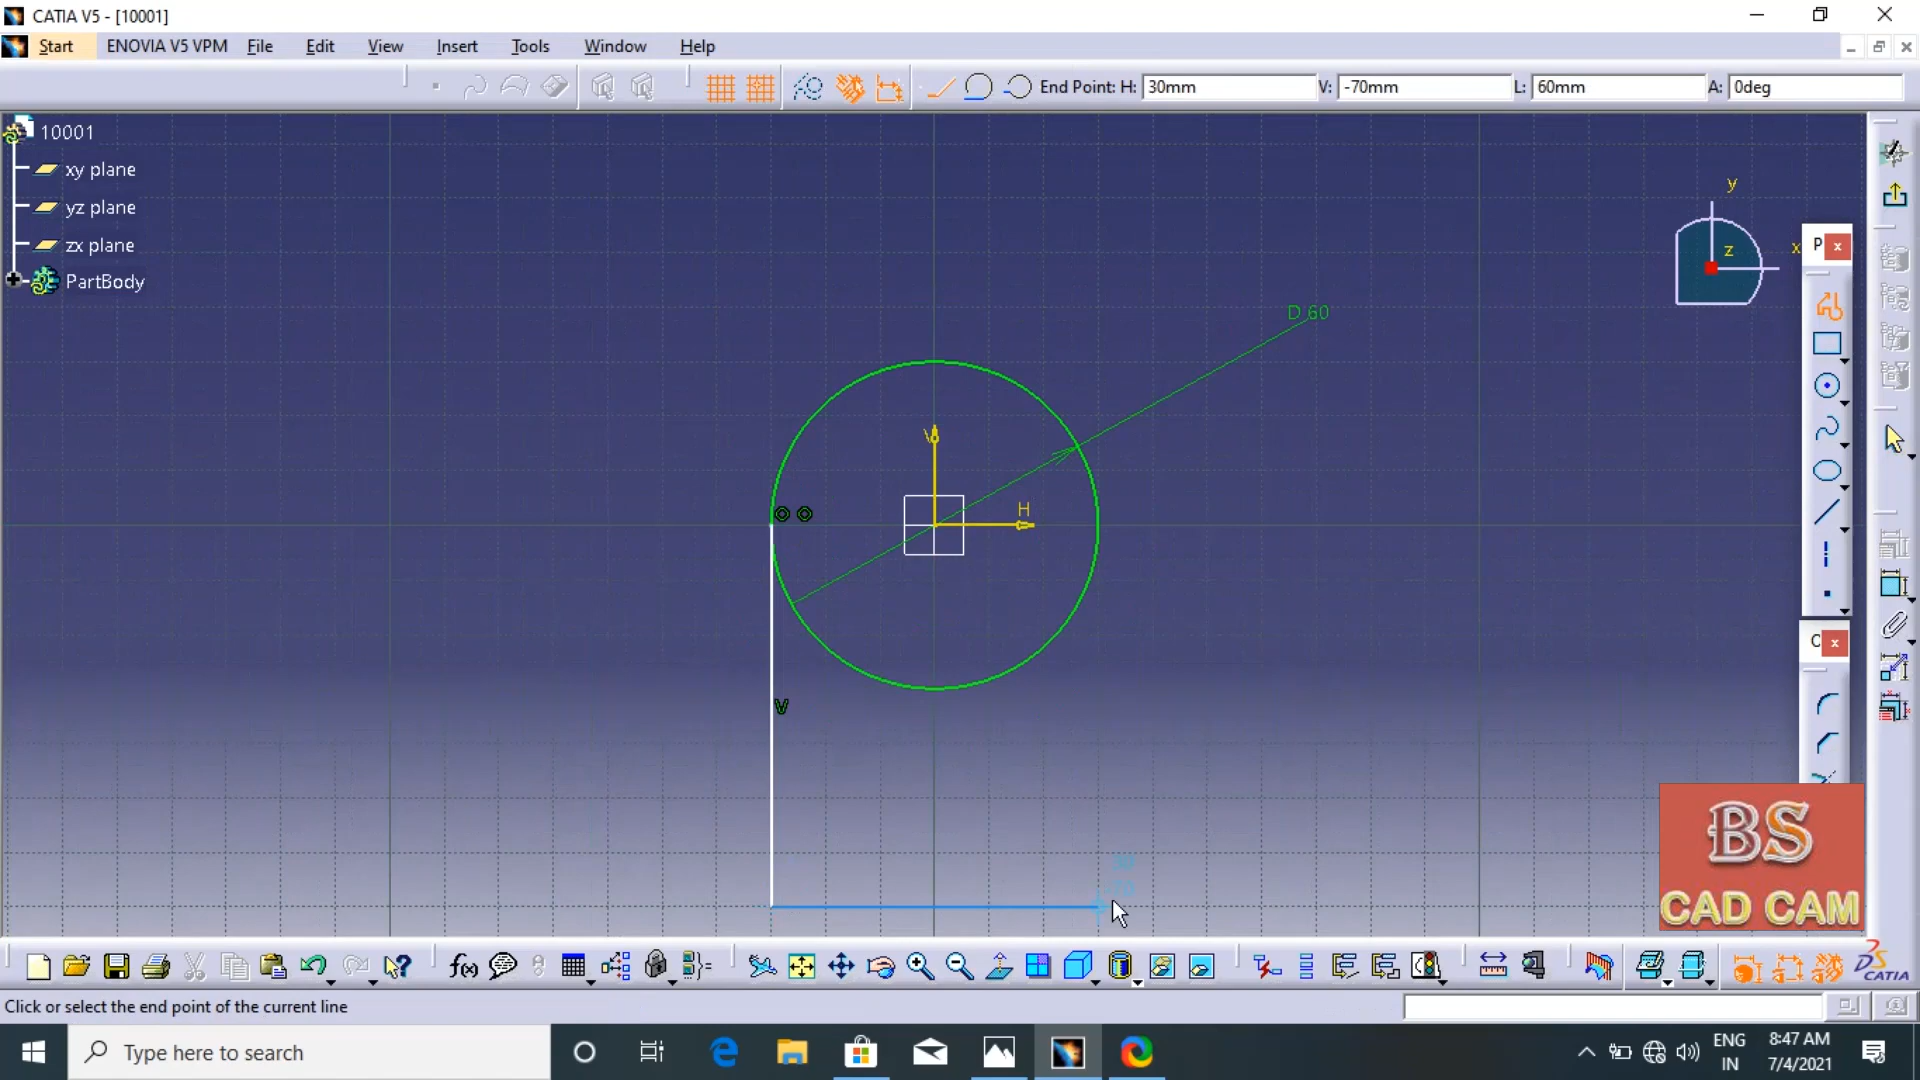 CATIA V5 - [10001]
Start ENOVIA V5 VPM File Edit View Insert Tools Window Help
End Point: H: 30mm V: -70mm L: 60mm A: 0deg
10001
xy plane
yz plane
zx plane
PartBody
y
x
z
P
D 60
V
H
V
C
BS
CAD CAM
f(x)
CATIA
Click or select the end point of the current line
Type here to search
ENG
IN
8:47 AM
7/4/2021